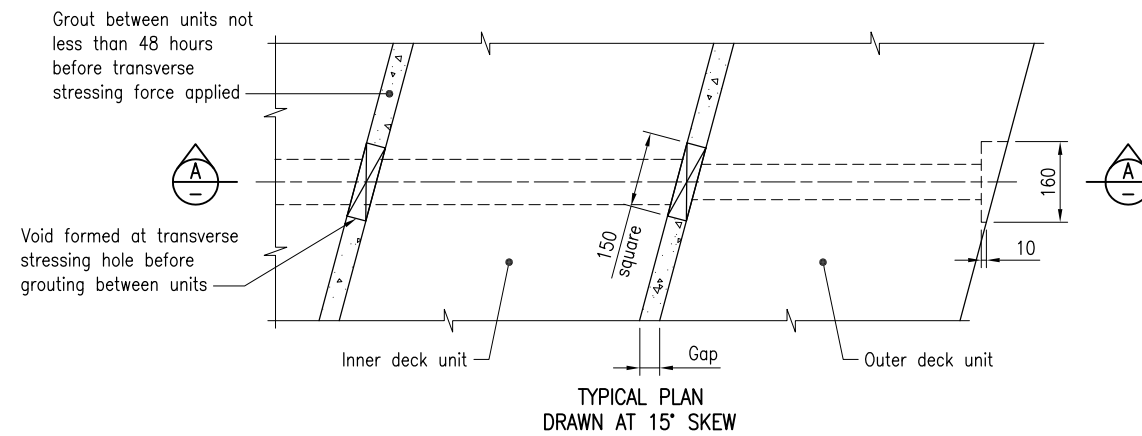 Grout between units not
less than 48 hours
before transverse
stressing force applied
A
–
A
–
160
150
square
10
Void formed at transverse
stressing hole before
grouting between units
Inner deck unit
Gap
Outer deck unit
TYPICAL PLAN
DRAWN AT 15° SKEW